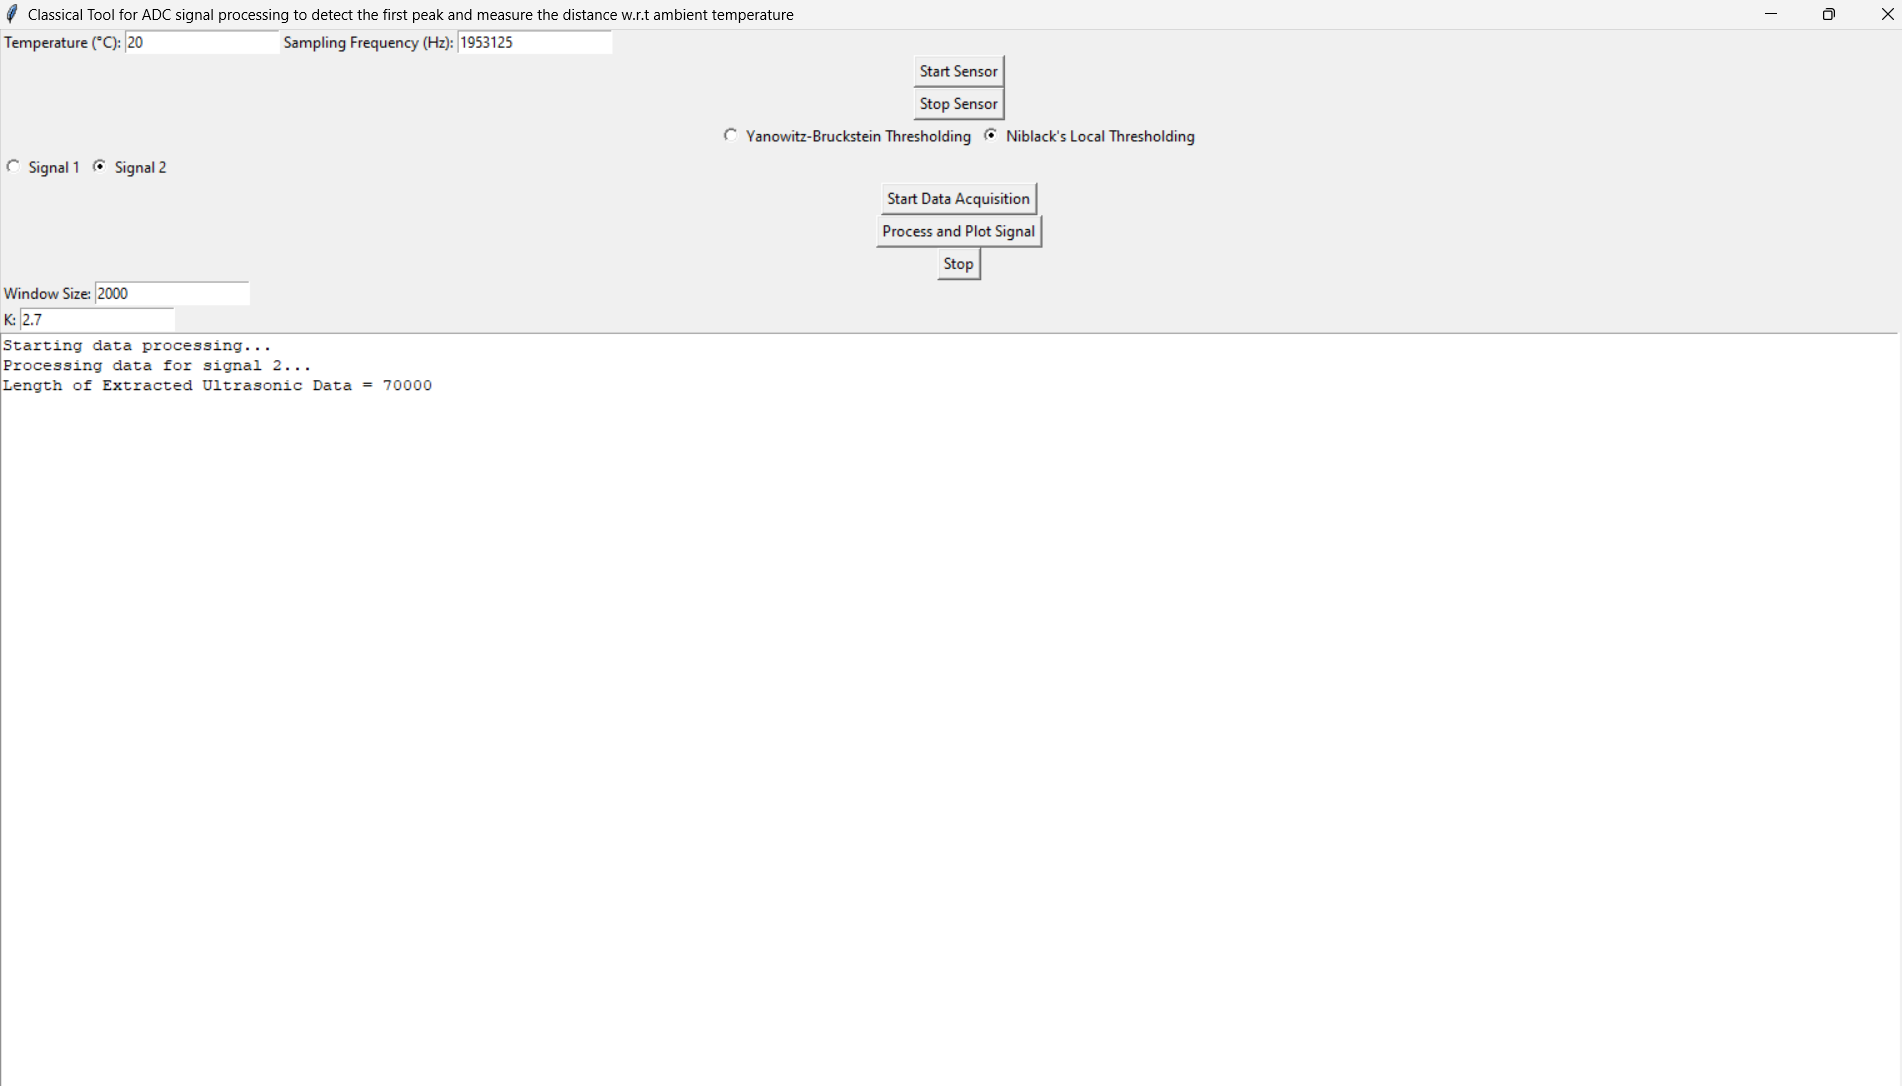 Classical Tool for ADC signal processing to detect the first peak and measure the distance w.r.t ambient temperature
Temperature (°C): 20 Sampling Frequency (Hz): 1953125
Start Sensor
Stop Sensor
Yanowitz-Bruckstein Thresholding Niblack's Local Thresholding
Signal 1 Signal 2
Start Data Acquisition
Process and Plot Signal
Stop
Window Size: 2000
K: 2.7
Starting data processing...
Processing data for signal 2...
Length of Extracted Ultrasonic Data = 70000